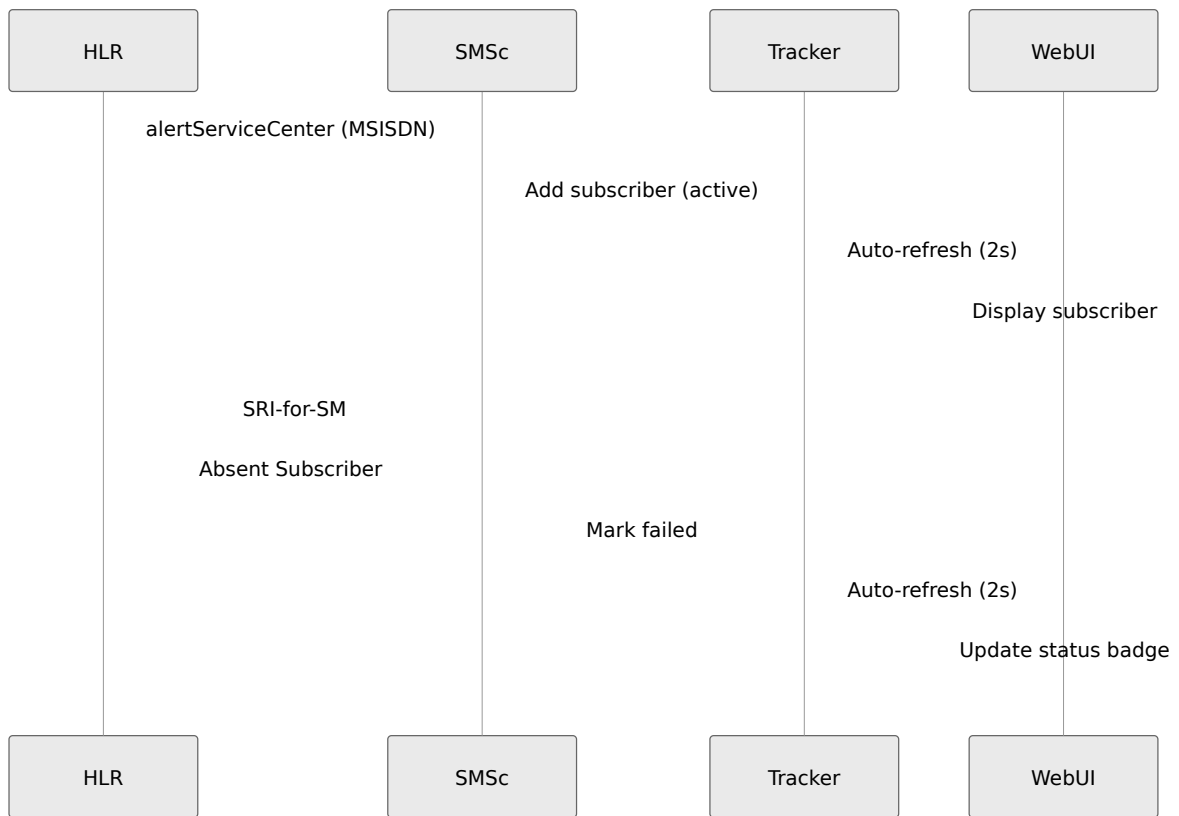 HLR
SMSc
Tracker
WebUI
alertServiceCenter (MSISDN)
Add subscriber (active)
Auto-refresh (2s)
Display subscriber
SRI-for-SM
Absent Subscriber
Mark failed
Auto-refresh (2s)
Update status badge
HLR
SMSc
Tracker
WebUI